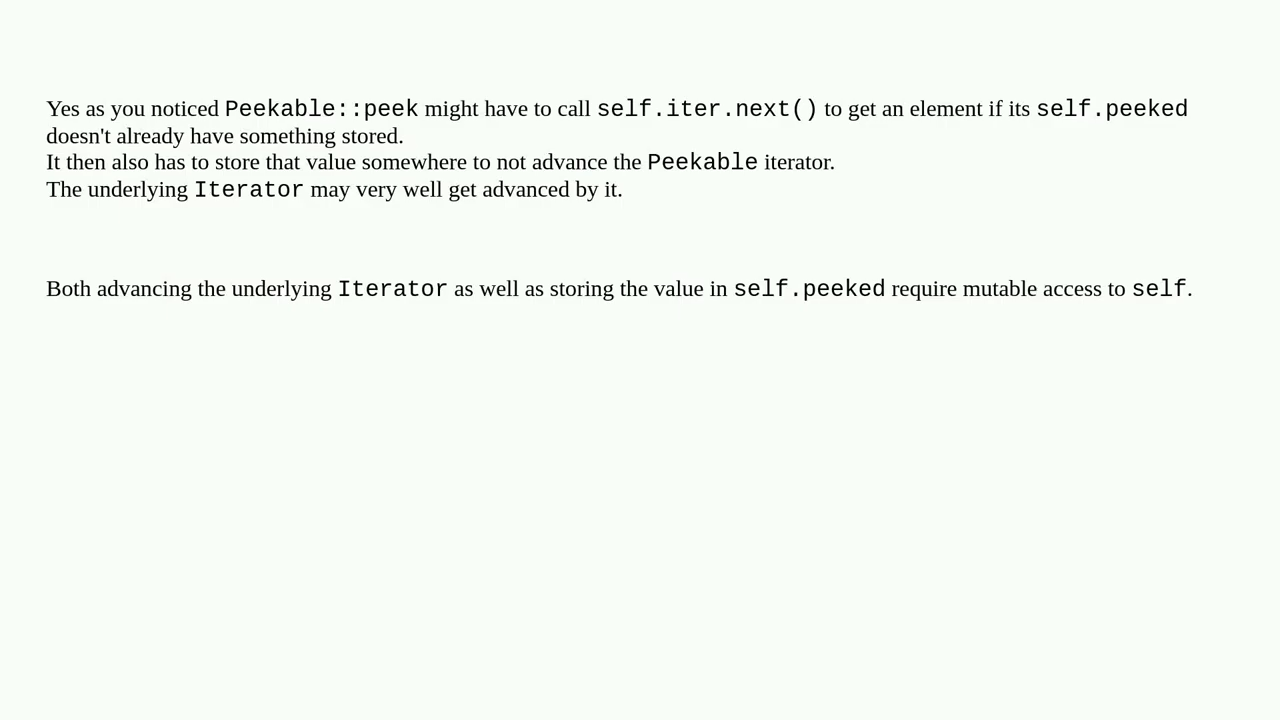 Yes as you noticed Peekable::peek might have to call self.iter.next() to get an element if its self.peeked
doesn't already have something stored.
It then also has to store that value somewhere to not advance the Peekable iterator.
The underlying Iterator may very well get advanced by it.
Both advancing the underlying Iterator as well as storing the value in self.peeked require mutable access to self.